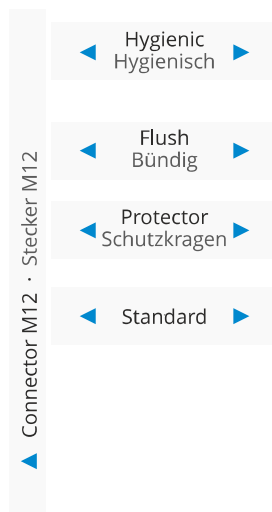 Hygienic
Hygienisch
Flush
Bündig
Protector
Schutzkragen
Standard
Connector M12 · Stecker M12